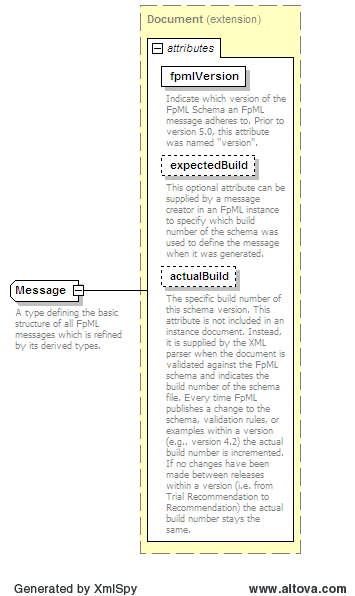 Document (extension)
attributes
fpmlVersion
Indicate which version of the
FpML Schema an FpML
message adheres to. Prior to
version 5.0, this attribute
was named "version".
expectedBuild
This optional attribute can be
supplied by a message
creator in an FpML instance
to specify which build
number of the schema was
used to define the message
when it was generated.
actualBuild
The specific build number of
this schema version. This
attribute is not included in an
instance document. Instead,
it is supplied by the XML
parser when the document is
validated against the FpML
schema and indicates the
build number of the schema
file. Every time FpML
publishes a change to the
schema, validation rules, or
examples within a version
(e.g., version 4.2) the actual
build number is incremented.
If no changes have been
made between releases
within a version (i.e. from
Trial Recommendation to
Recommendation) the actual
build number stays the
same.
Message
A type defining the basic
structure of all FpML
messages which is refined
by its derived types.
Generated by XmlSpy
www.altova.com